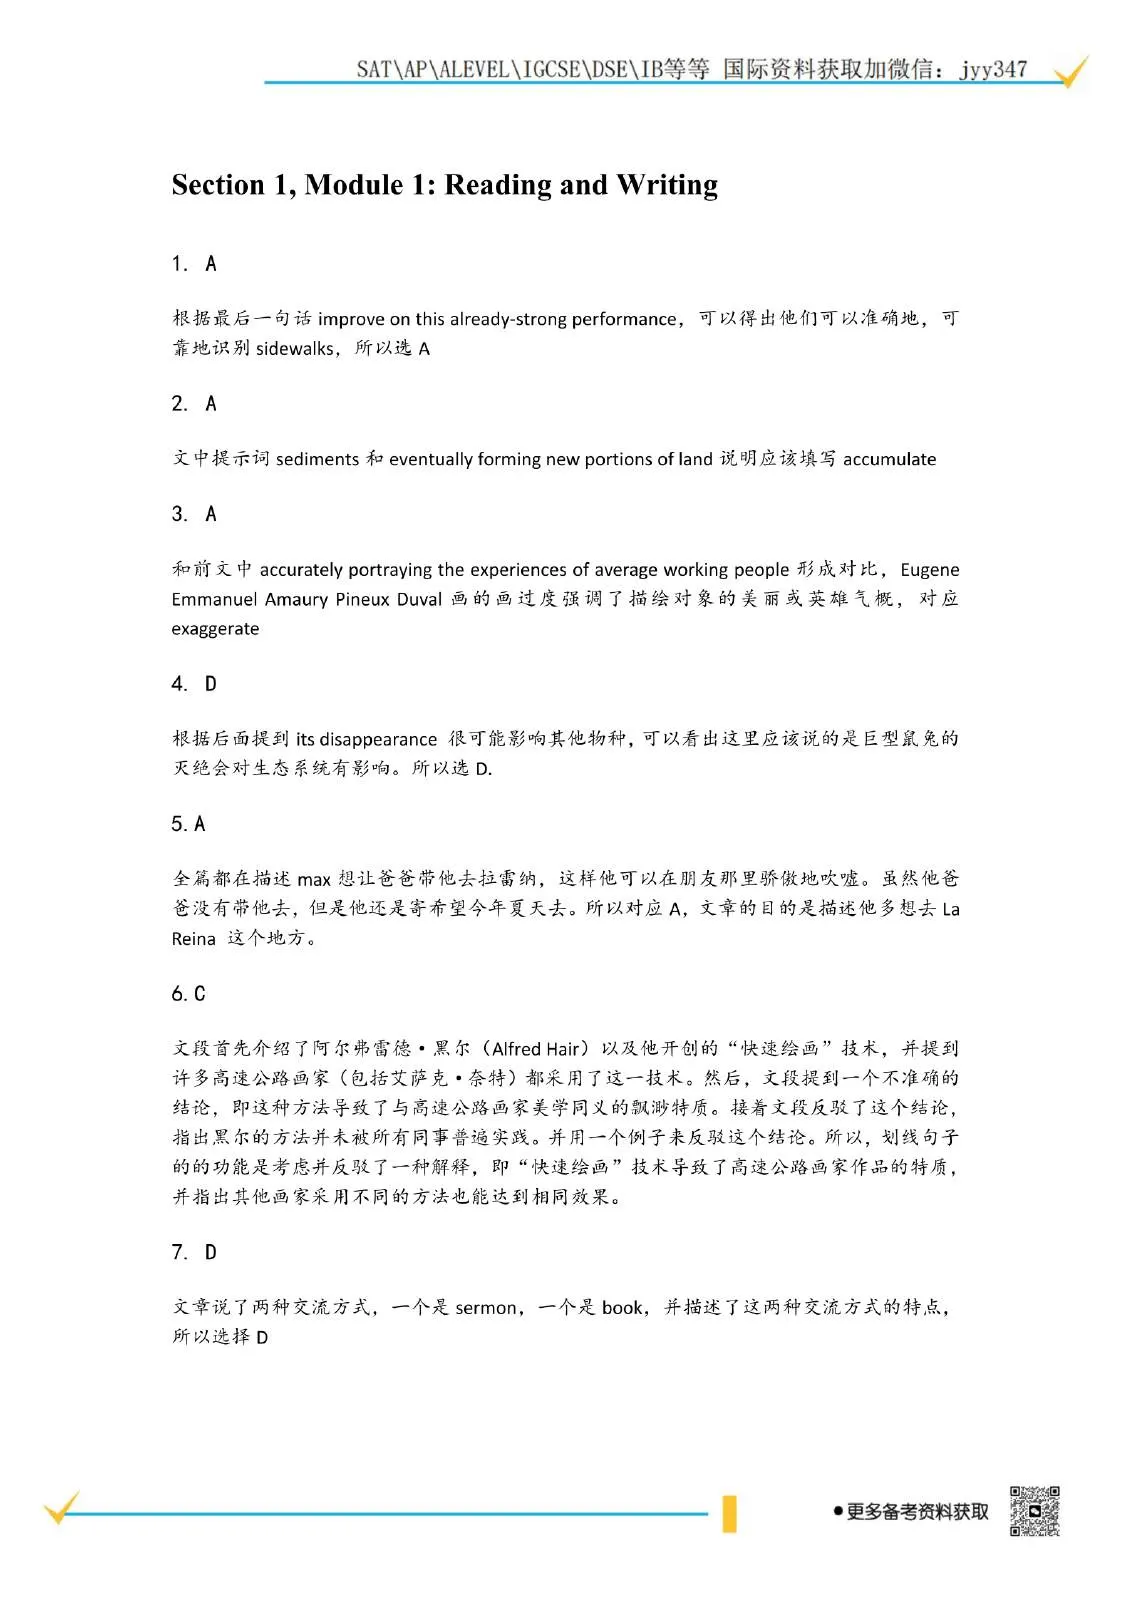 SAT\AP\ALEVEL\IGCSE\DSE\IB等等 国际资料获取加微信：jyy347
Section 1, Module 1: Reading and Writing
1. A
根据最后一句话 improve on this already-strong performance，可以得出他们可以准确地，可
靠地识别 sidewalks，所以选 A
2. A
文中提示词 sediments 和 eventually forming new portions of land 说明应该填写 accumulate
3. A
和前文中 accurately portraying the experiences of average working people 形成对比，Eugene
Emmanuel Amaury Pineux Duval 画的画过度强调了描绘对象的美丽或英雄气概，对应
exaggerate
4. D
根据后面提到 its disappearance 很可能影响其他物种，可以看出这里应该说的是巨型鼠兔的
灭绝会对生态系统有影响。所以选 D.
5. A
全篇都在描述 max 想让爸爸带他去拉雷纳，这样他可以在朋友那里骄傲地吹嘘。虽然他爸
爸没有带他去，但是他还是寄希望今年夏天去。所以对应 A，文章的目的是描述他多想去 La
Reina 这个地方。
6. C
文段首先介绍了阿尔弗雷德·黑尔（Alfred Hair）以及他开创的“快速绘画”技术，并提到
许多高速公路画家（包括艾萨克·奈特）都采用了这一技术。然后，文段提到一个不准确的
结论，即这种方法导致了与高速公路画家美学同义的飘渺特质。接着文段反驳了这个结论，
指出黑尔的方法并未被所有同事普遍实践。并用一个例子来反驳这个结论。所以，划线句子
的的功能是考虑并反驳了一种解释，即“快速绘画”技术导致了高速公路画家作品的特质，
并指出其他画家采用不同的方法也能达到相同效果。
7. D
文章说了两种交流方式，一个是 sermon，一个是 book，并描述了这两种交流方式的特点，
所以选择 D
●更多备考资料获取